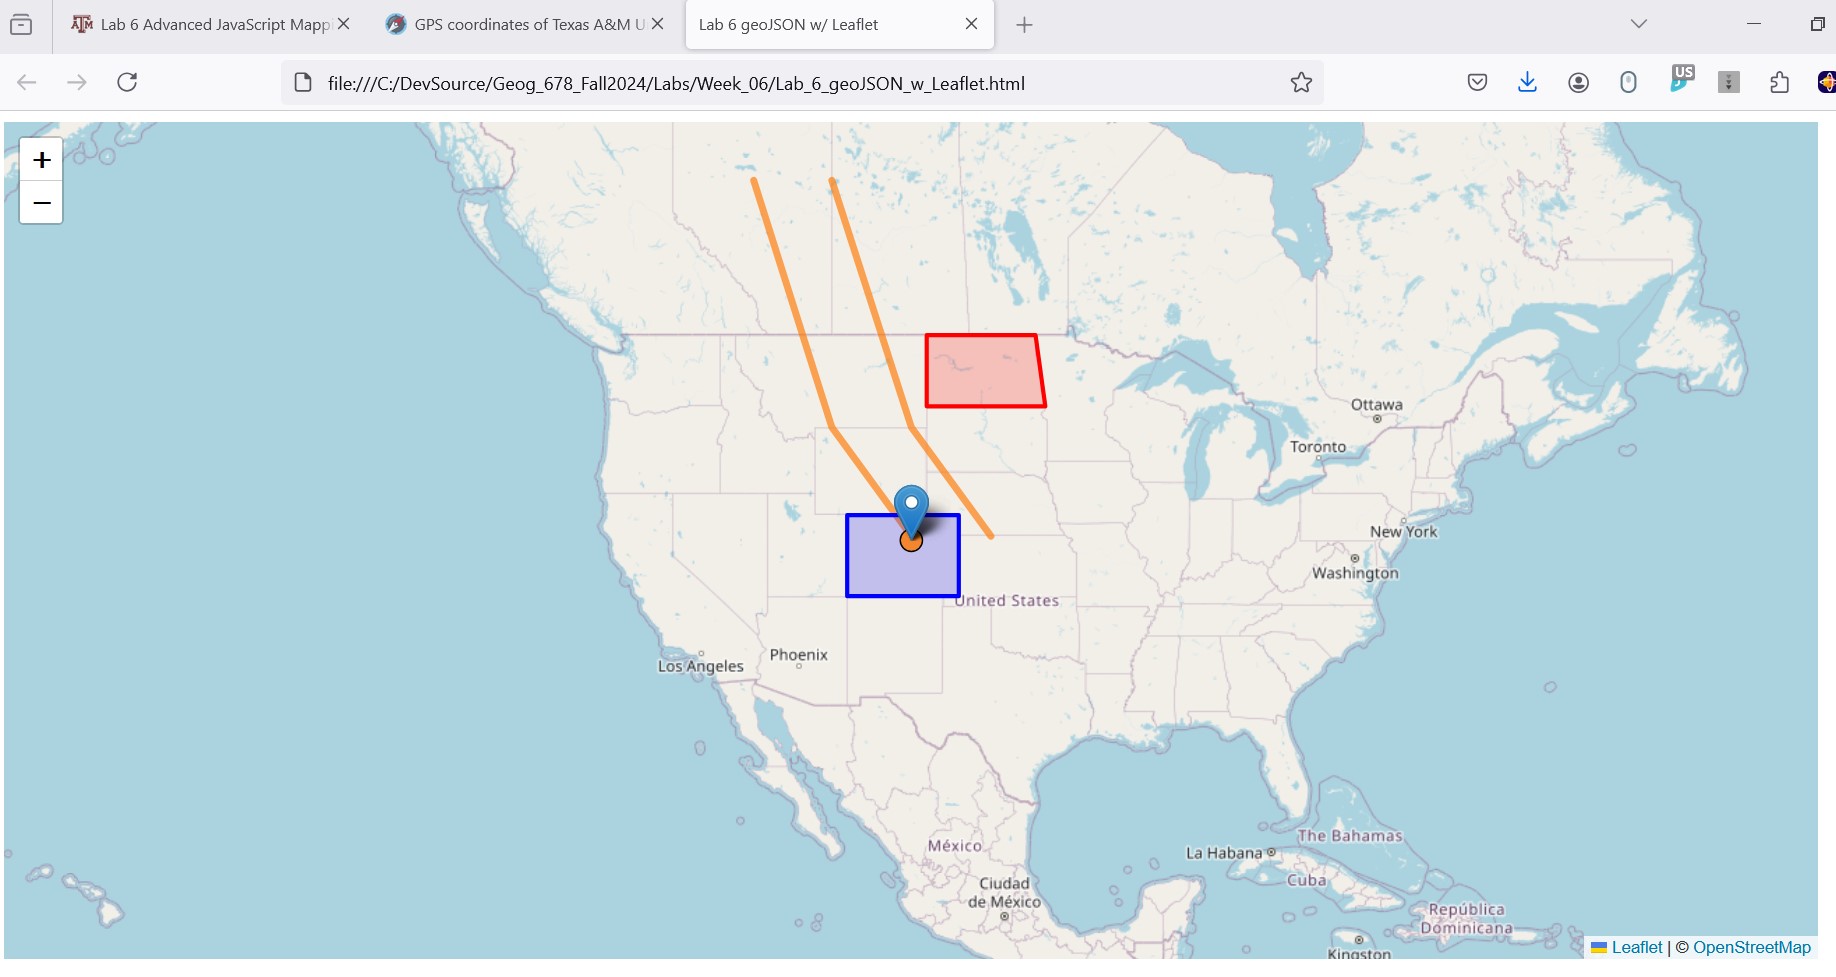 Lab 6 Advanced JavaScript Mapp
GPS coordinates of Texas A&M U
Lab 6 geoJSON w/ Leaflet
file:///C:/DevSource/Geog_678_Fall2024/Labs/Week_06/Lab_6_geoJSON_w_Leaflet.html
US
+
−
Ottawa
Toronto
New York
Washington
United States
Los Angeles
Phoenix
The Bahamas
México
La Habana
Cuba
Ciudad
de México
República
Dominicana
Kingston
Leaflet | © OpenStreetMap